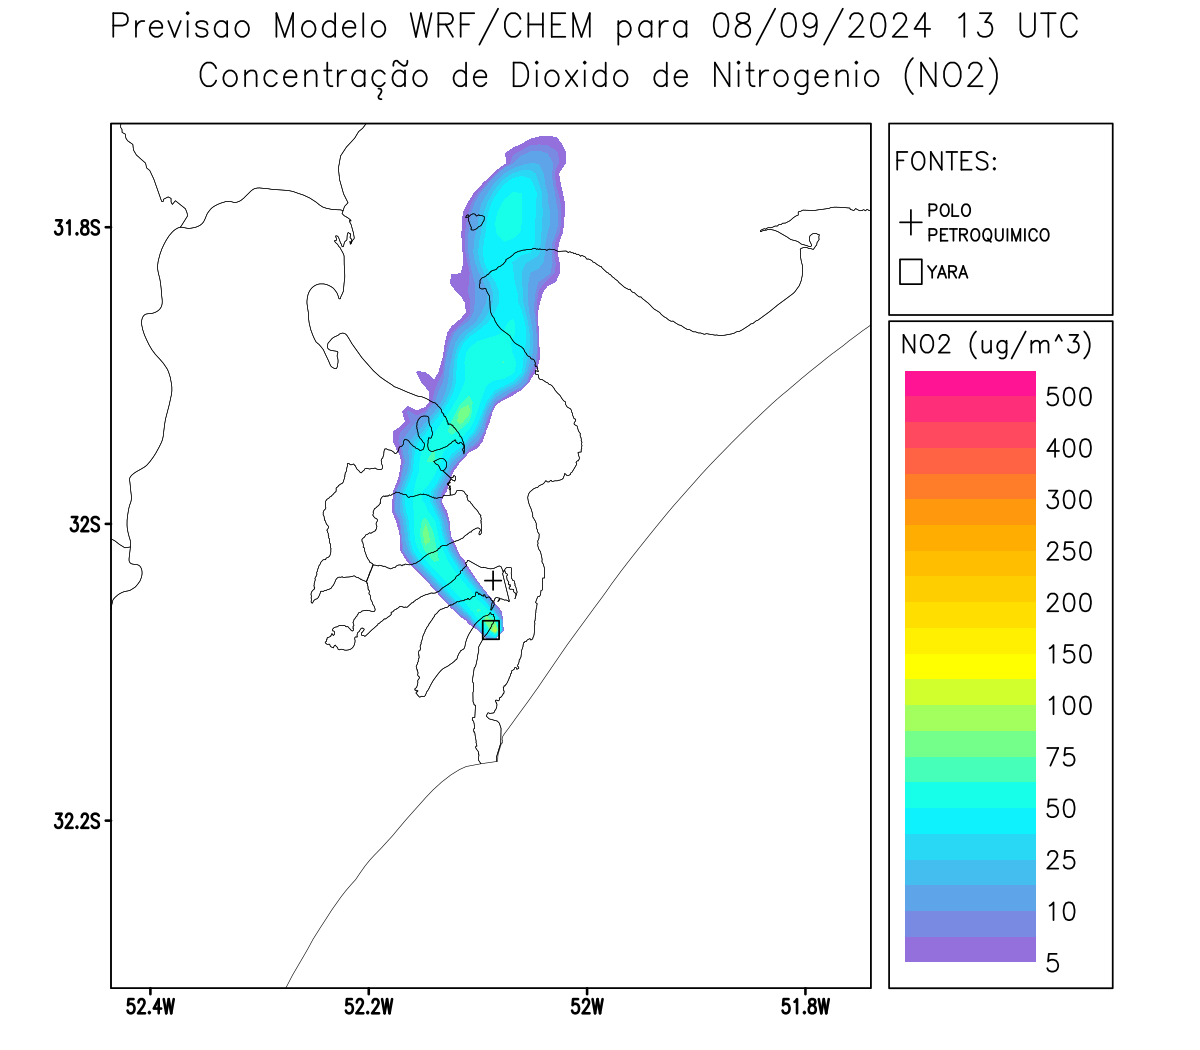 Previsao Modelo WRF/CHEM para 08/09/2024 13 UTC
Concentração de Dioxido de Nitrogenio (NO2)
FONTES:
POLO
PETROQUIMICO
YARA
31.8S
32S
32.2S
52.4W
52.2W
52W
51.8W
NO2 (ug/m^3)
500
400
300
250
200
150
100
75
50
25
10
5